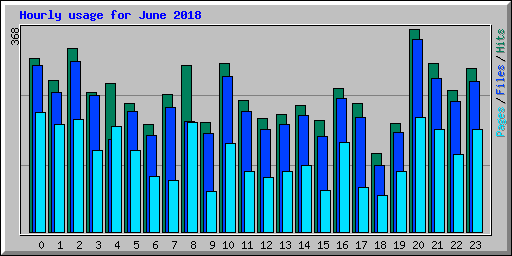 Hourly usage for June 2018
368
Pages/Files/Hits
0 1 2 3 4 5 6 7 8 9 10 11 12 13 14 15 16 17 18 19 20 21 22 23